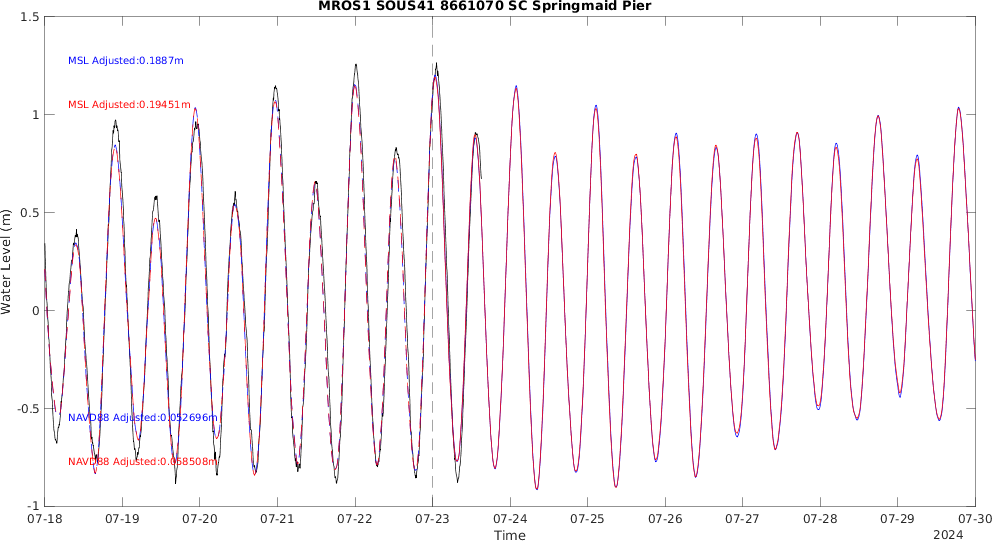 MROS1 SOUS41 8661070 SC Springmaid Pier
1.5
MSL Adjusted:0.1887m
MSL Adjusted:0.19451m
1
0.5
Water Level (m)
0
-0.5
NAVD88 Adjusted:0.052696m
NAVD88 Adjusted:0.058508m
-1
07-18 07-19 07-20 07-21 07-22 07-23 07-24 07-25 07-26 07-27 07-28 07-29 07-30
Time
2024